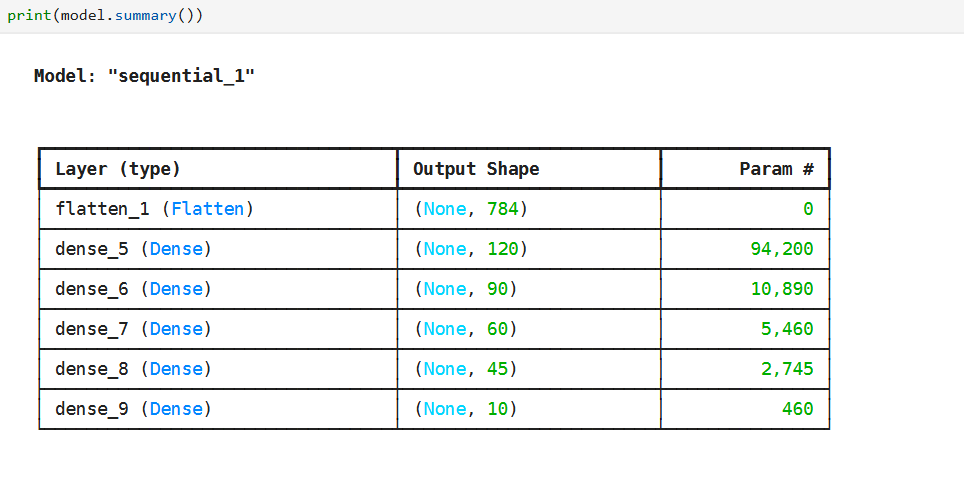 print(model.summary())
Model: "sequential_1"
Layer (type) Output Shape Param #
flatten_1 (Flatten) (None, 784) 0
dense_5 (Dense) (None, 120) 94,200
dense_6 (Dense) (None, 90) 10,890
dense_7 (Dense) (None, 60) 5,460
dense_8 (Dense) (None, 45) 2,745
dense_9 (Dense) (None, 10) 460